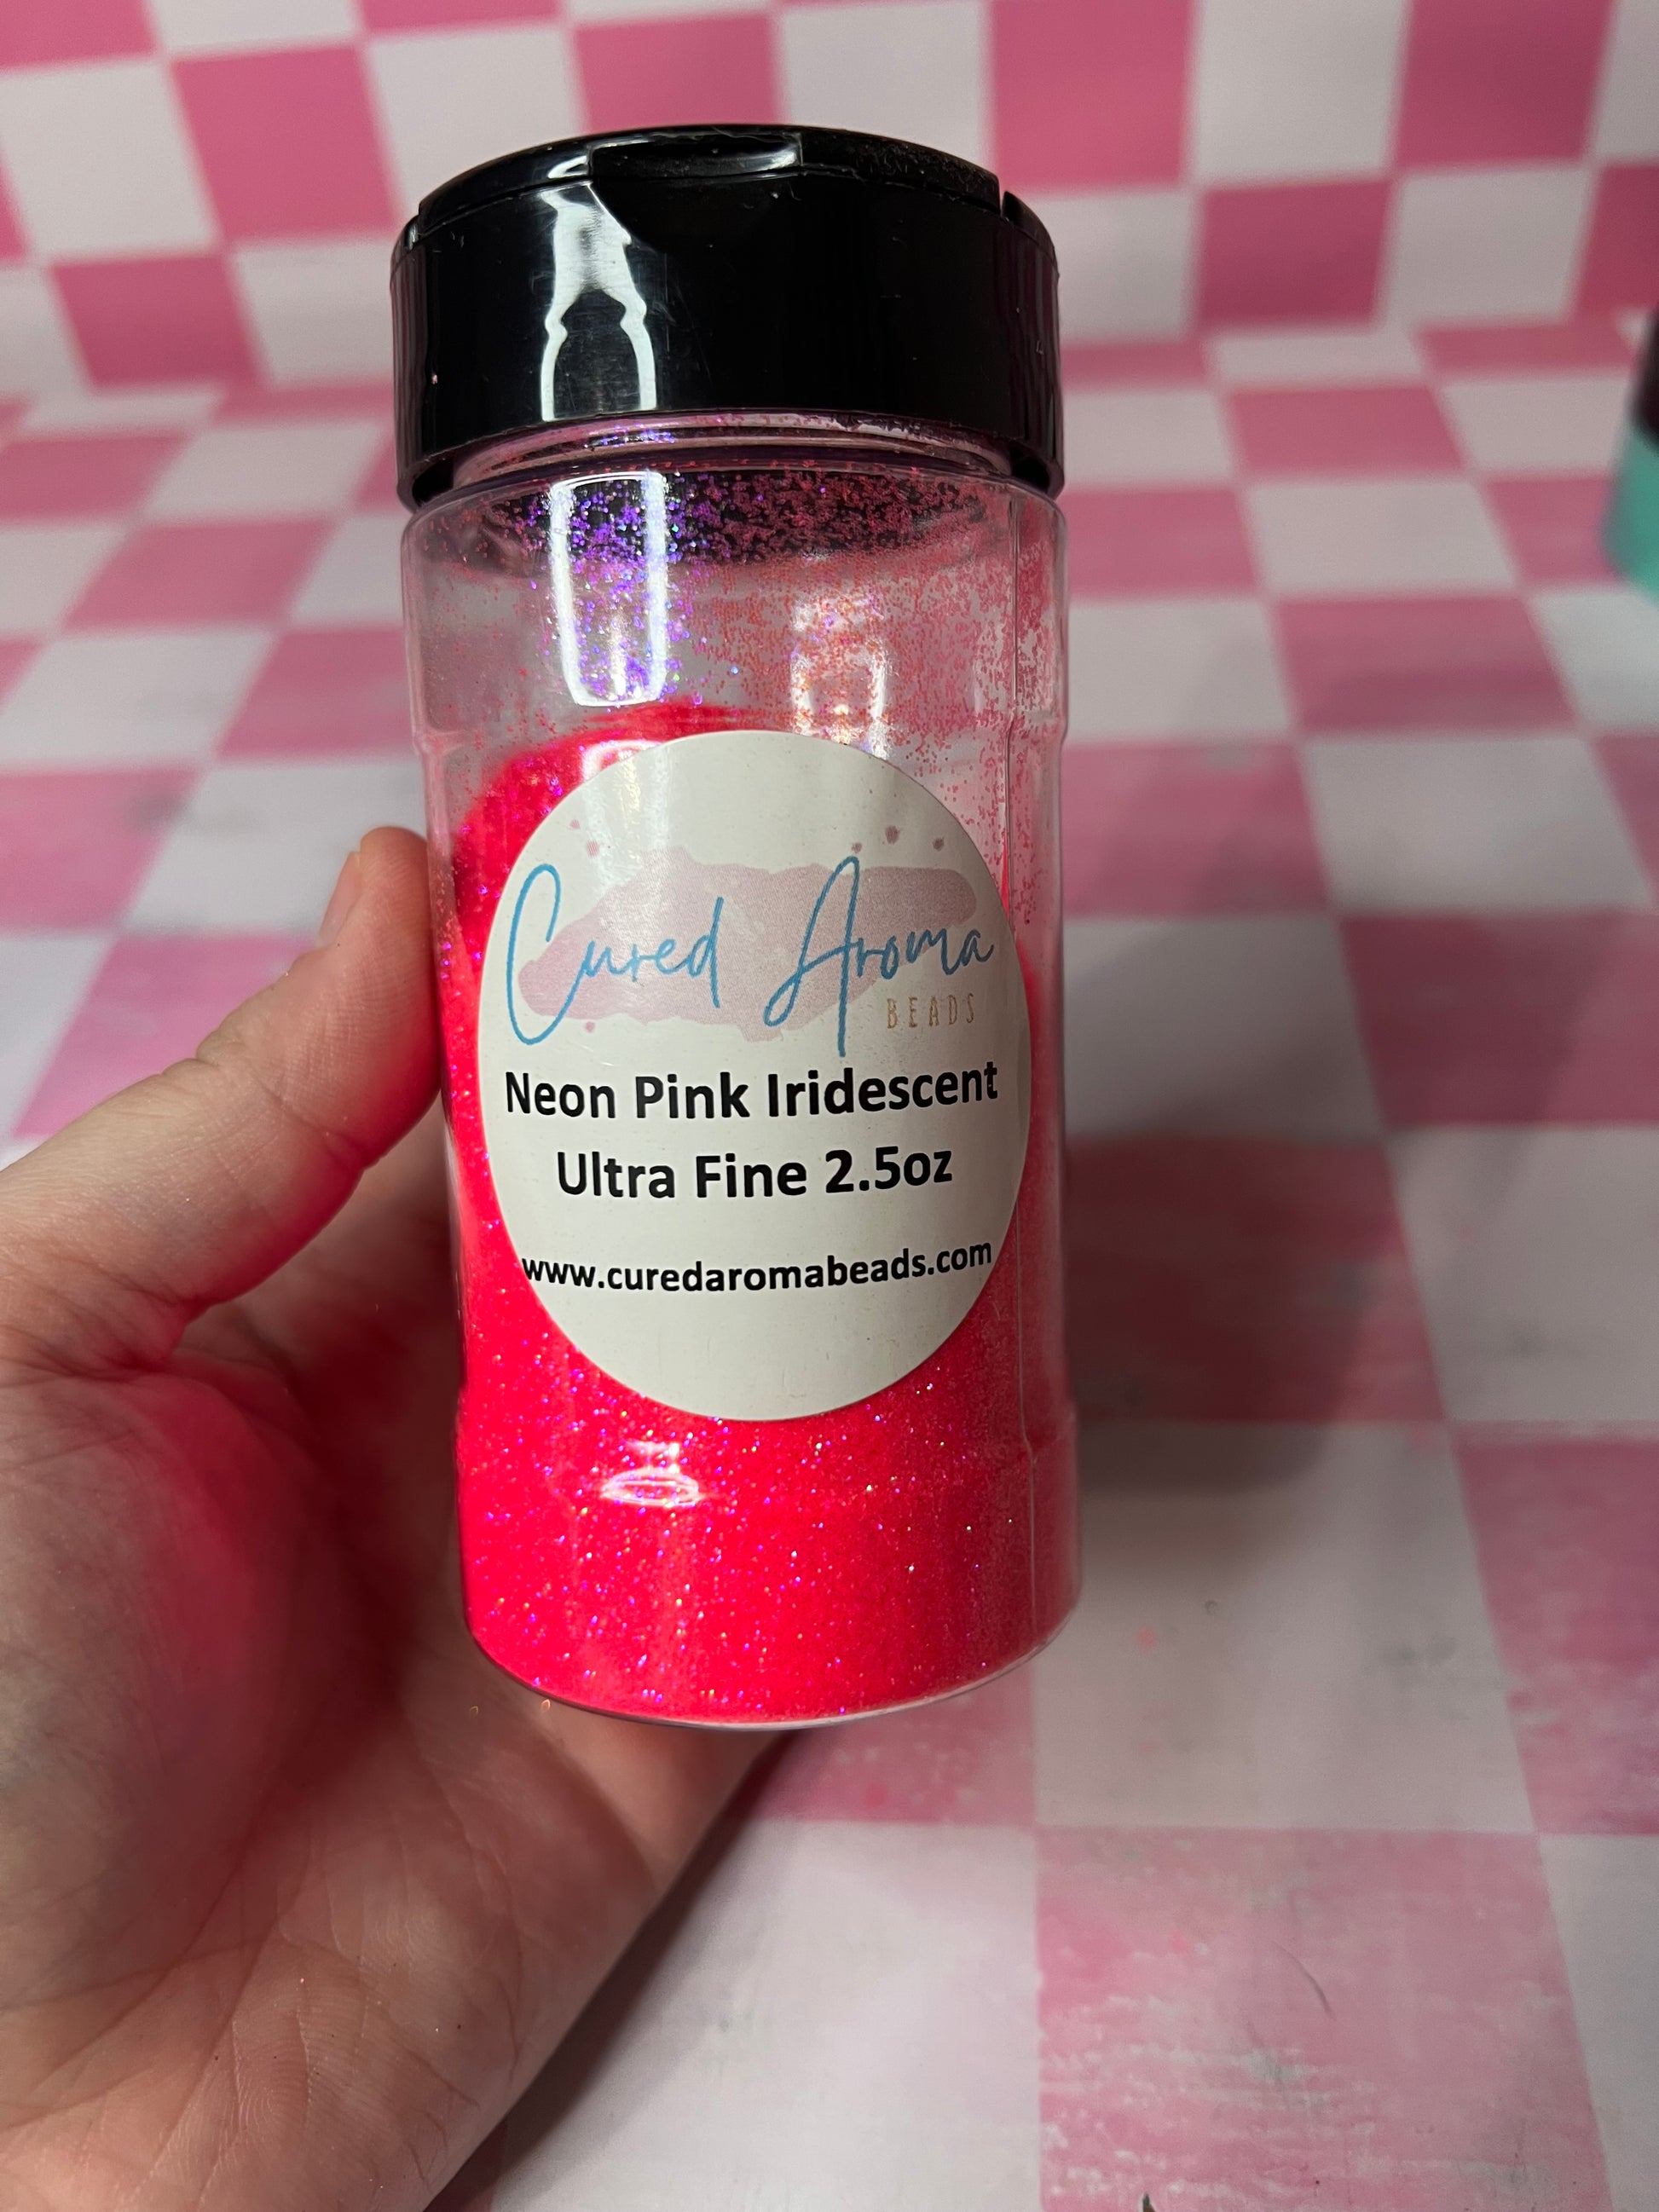 Cured Aroma
BEADS
Neon Pink Iridescent
Ultra Fine 2.5oz
www.curedaromabeads.com